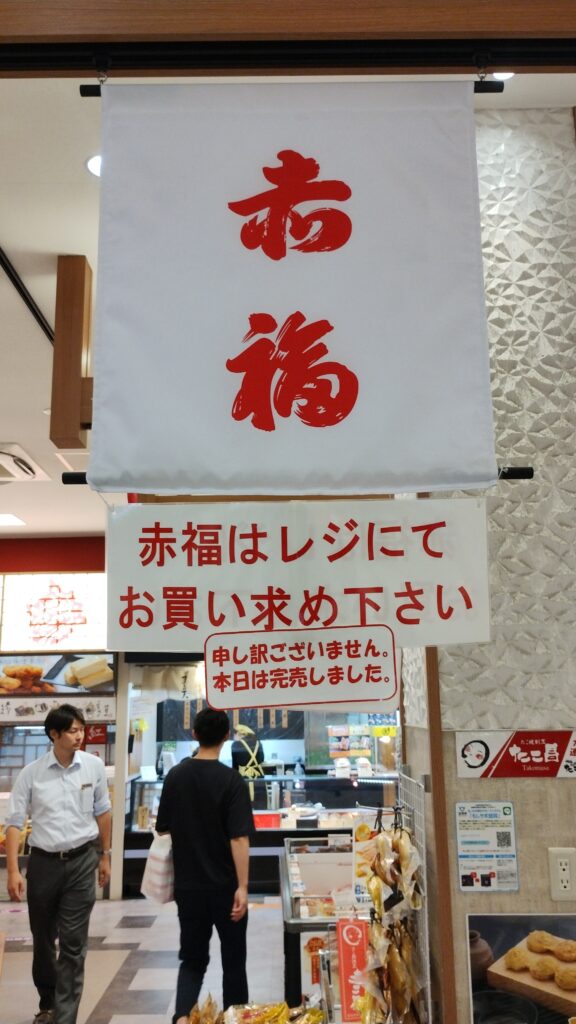 赤福
赤福はレジにて
お買い求め下さい
申し訳ございません。
本日は完売しました。
たこ昌
Takomasa